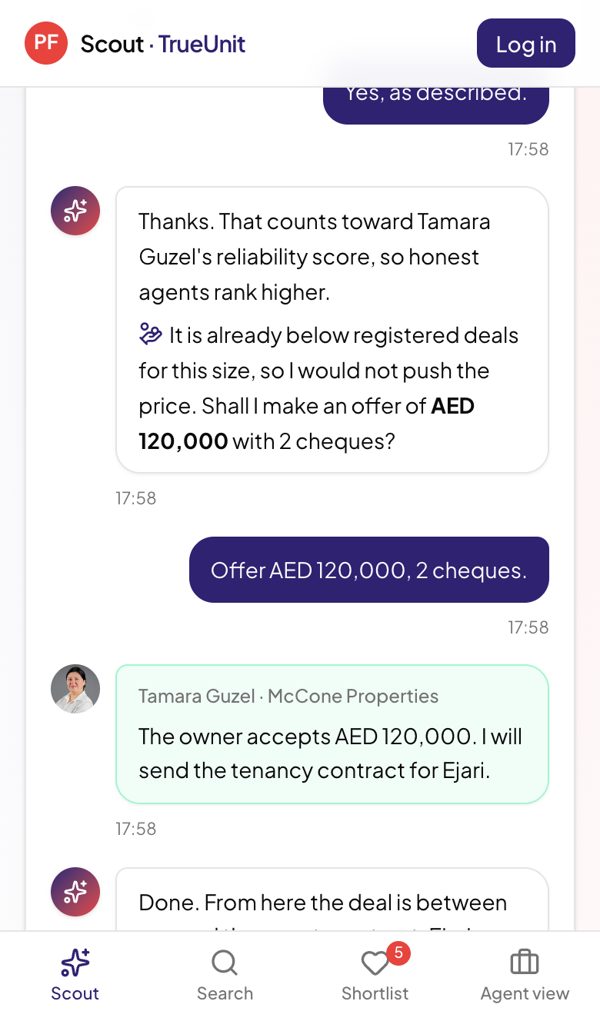 PF Scout · TrueUnit Log in
Yes, as described.
17:58
Thanks. That counts toward Tamara
Guzel's reliability score, so honest
agents rank higher.
It is already below registered deals
for this size, so I would not push the
price. Shall I make an offer of AED
120,000 with 2 cheques?
17:58
Offer AED 120,000, 2 cheques.
17:58
Tamara Guzel · McCone Properties
The owner accepts AED 120,000. I will
send the tenancy contract for Ejari.
17:58
Done. From here the deal is between
5
Scout Search Shortlist Agent view